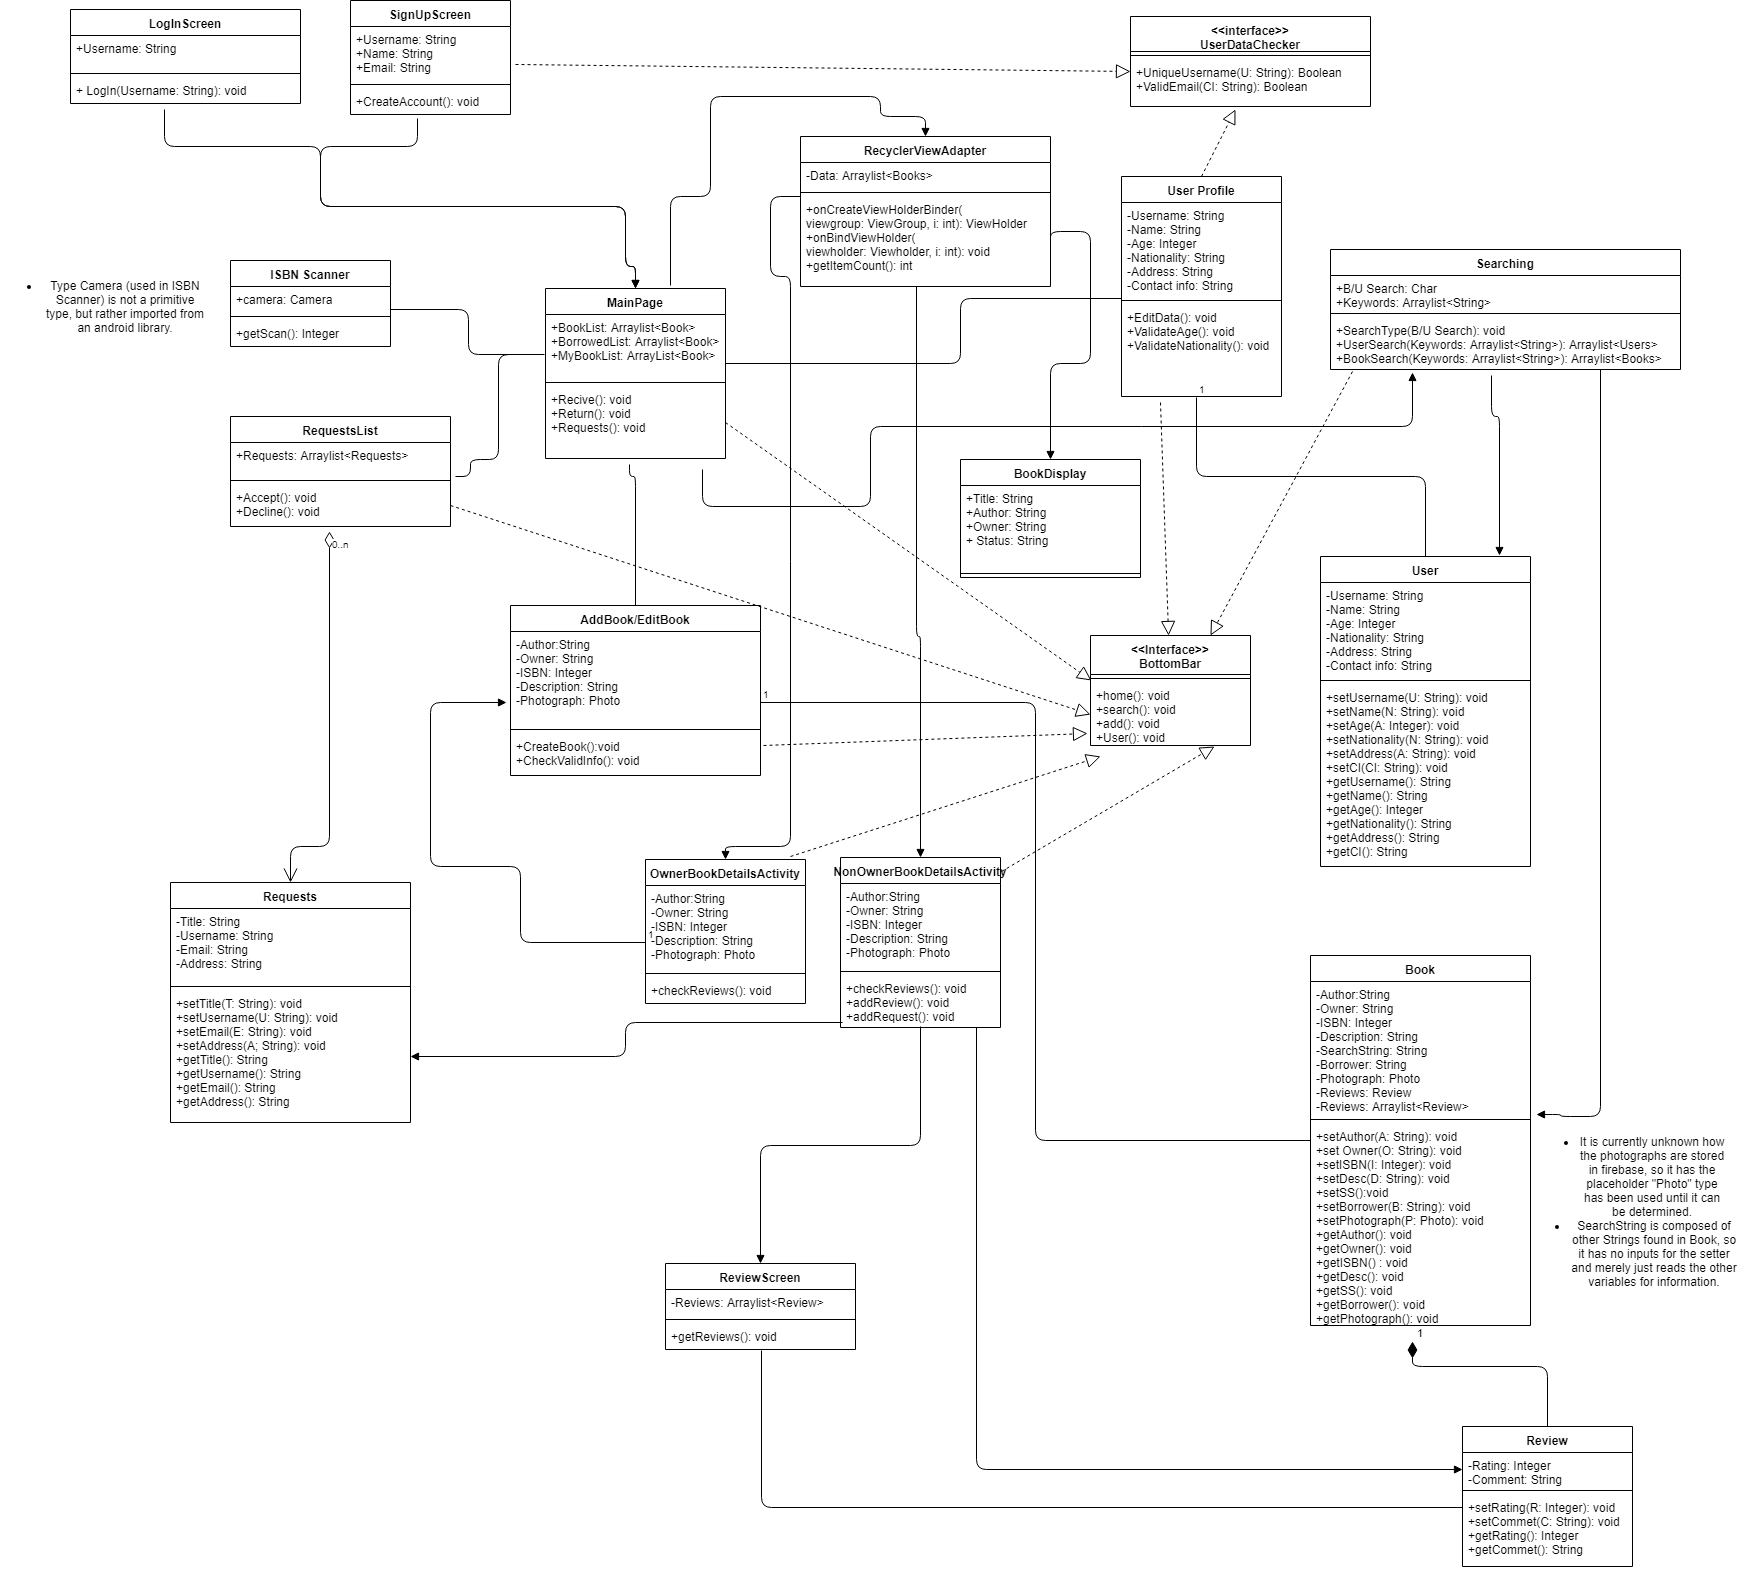 LogInScreen
+Username: String
+ LogIn(Username: String): void
SignUpScreen
+Username: String
+Name: String
+Email: String
+CreateAccount(): void
<<interface>>
UserDataChecker
+UniqueUsername(U: String): Boolean
+ValidEmail(CI: String): Boolean
RecyclerViewAdapter
-Data: Arraylist<Books>
+onCreateViewHolderBinder(
viewgroup: ViewGroup, i: int): ViewHolder
+onBindViewHolder(
viewholder: Viewholder, i: int): void
+getItemCount(): int
User Profile
-Username: String
-Name: String
-Age: Integer
-Nationality: String
-Address: String
-Contact info: String
+EditData(): void
+ValidateAge(): void
+ValidateNationality(): void
1
Searching
+B/U Search: Char
+Keywords: Arraylist<String>
+SearchType(B/U Search): void
+UserSearch(Keywords: Arraylist<String>): Arraylist<Users>
+BookSearch(Keywords: Arraylist<String>): Arraylist<Books>
• Type Camera (used in ISBN
Scanner) is not a primitive
type, but rather imported from
an android library.
ISBN Scanner
+camera: Camera
+getScan(): Integer
MainPage
+BookList: Arraylist<Book>
+BorrowedList: Arraylist<Book>
+MyBookList: ArrayList<Book>
+Recive(): void
+Return(): void
+Requests(): void
RequestsList
+Requests: Arraylist<Requests>
+Accept(): void
+Decline(): void
0..n
BookDisplay
+Title: String
+Author: String
+Owner: String
+ Status: String
User
-Username: String
-Name: String
-Age: Integer
-Nationality: String
-Address: String
-Contact info: String
+setUsername(U: String): void
+setName(N: String): void
+setAge(A: Integer): void
+setNationality(N: String): void
+setAddress(A: String): void
+setCI(CI: String): void
+getUsername(): String
+getName(): String
+getAge(): Integer
+getNationality(): String
+getAddress(): String
+getCI(): String
AddBook/EditBook
-Author:String
-Owner: String
-ISBN: Integer
-Description: String
-Photograph: Photo
+CreateBook():void
+CheckValidInfo(): void
1
<<Interface>>
BottomBar
+home(): void
+search(): void
+add(): void
+User(): void
OwnerBookDetailsActivity
-Author:String
-Owner: String
-ISBN: Integer
-Description: String
-Photograph: Photo
+checkReviews(): void
1
NonOwnerBookDetailsActivity
-Author:String
-Owner: String
-ISBN: Integer
-Description: String
-Photograph: Photo
+checkReviews(): void
+addReview(): void
+addRequest(): void
Requests
-Title: String
-Username: String
-Email: String
-Address: String
+setTitle(T: String): void
+setUsername(U: String): void
+setEmail(E: String): void
+setAddress(A; String): void
+getTitle(): String
+getUsername(): String
+getEmail(): String
+getAddress(): String
Book
-Author:String
-Owner: String
-ISBN: Integer
-Description: String
-SearchString: String
-Borrower: String
-Photograph: Photo
-Reviews: Review
-Reviews: Arraylist<Review>
+setAuthor(A: String): void
+set Owner(O: String): void
+setISBN(I: Integer): void
+setDesc(D: String): void
+setSS():void
+setBorrower(B: String): void
+setPhotograph(P: Photo): void
+getAuthor(): void
+getOwner(): void
+getISBN() : void
+getDesc(): void
+getSS(): void
+getBorrower(): void
+getPhotograph(): void
1
• It is currently unknown how
the photographs are stored
in firebase, so it has the
placeholder "Photo" type
has been used until it can
be determined.
• SearchString is composed of
other Strings found in Book, so
it has no inputs for the setter
and merely just reads the other
variables for information.
ReviewScreen
-Reviews: Arraylist<Review>
+getReviews(): void
Review
-Rating: Integer
-Comment: String
+setRating(R: Integer): void
+setCommet(C: String): void
+getRating(): Integer
+getCommet(): String